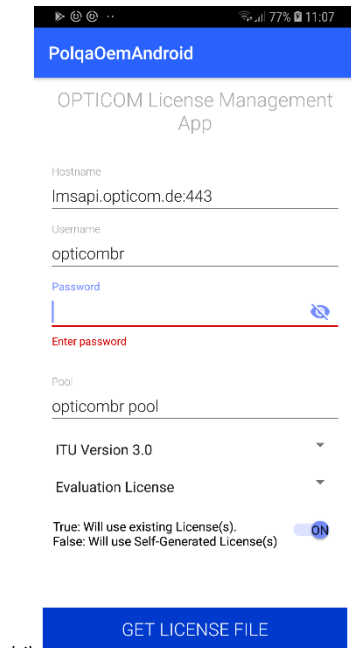 77% 11:07
PolqaOemAndroid
OPTICOM License Management
App
Hostname
lmsapi.opticom.de:443
Username
opticombr
Password
Enter password
Pool
opticombr pool
ITU Version 3.0
Evaluation License
True: Will use existing License(s).
False: Will use Self-Generated License(s)
ON
GET LICENSE FILE